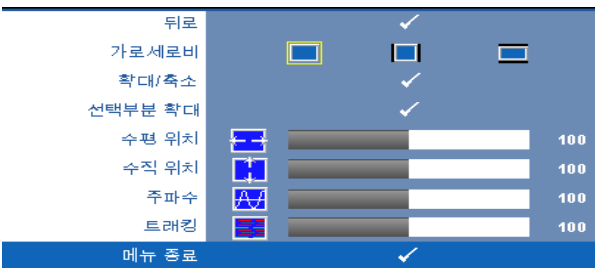 뒤로
가로세로비
확대/축소
선택부분 확대
수평 위치 100
수직 위치 100
주파수 100
트래킹 100
메뉴 종료